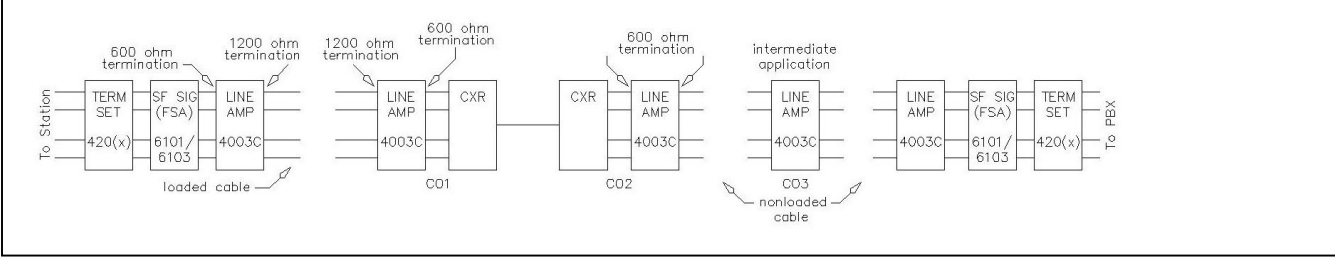 600 ohm
termination
1200 ohm
termination
1200 ohm
termination
600 ohm
termination
600 ohm
termination
intermediate
application
To Station
TERM
SET
420(x)
SF SIG
(FSA)
6101/
6103
LINE
AMP
4003C
LINE
AMP
4003C
CXR
CXR
LINE
AMP
4003C
LINE
AMP
4003C
LINE
AMP
4003C
SF SIG
(FSA)
6101/
6103
TERM
SET
420(x)
To PBX
loaded cable
CO1
CO2
CO3
nonloaded
cable